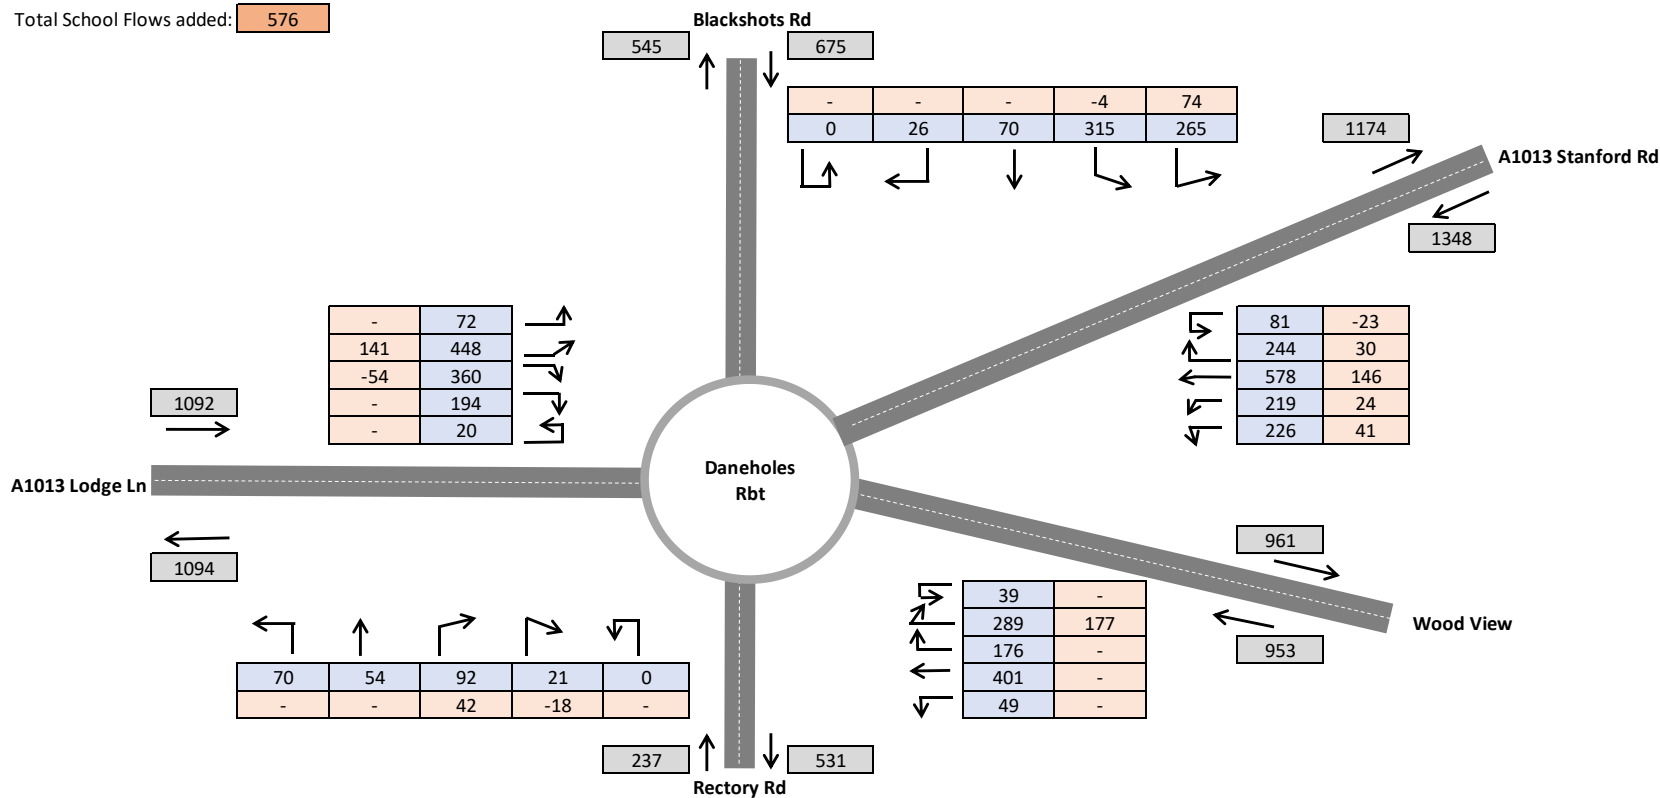 Total School Flows added: 576
Blackshots Rd
545 675
- - - -4 74
0 26 70 315 265
1174
A1013 Stanford Rd
1348
- 72
141 448
-54 360
- 194
- 20
81 -23
244 30
578 146
219 24
226 41
1092
A1013 Lodge Ln
1094
Daneholes
Rbt
961
Wood View
953
39 -
289 177
176 -
401 -
49 -
70 54 92 21 0
- - 42 -18 -
237 531
Rectory Rd